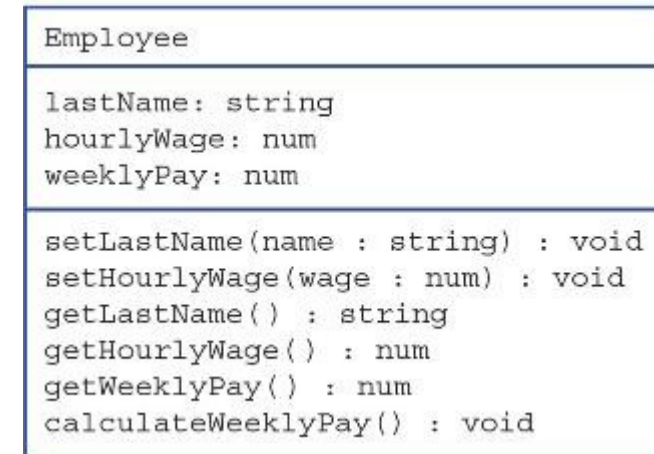 Employee
lastName: string
hourlyWage: num
weeklyPay: num
setLastName(name : string) : void
setHourlyWage(wage : num) : void
getLastName() : string
getHourlyWage() : num
getWeeklyPay() : num
calculateWeeklyPay() : void